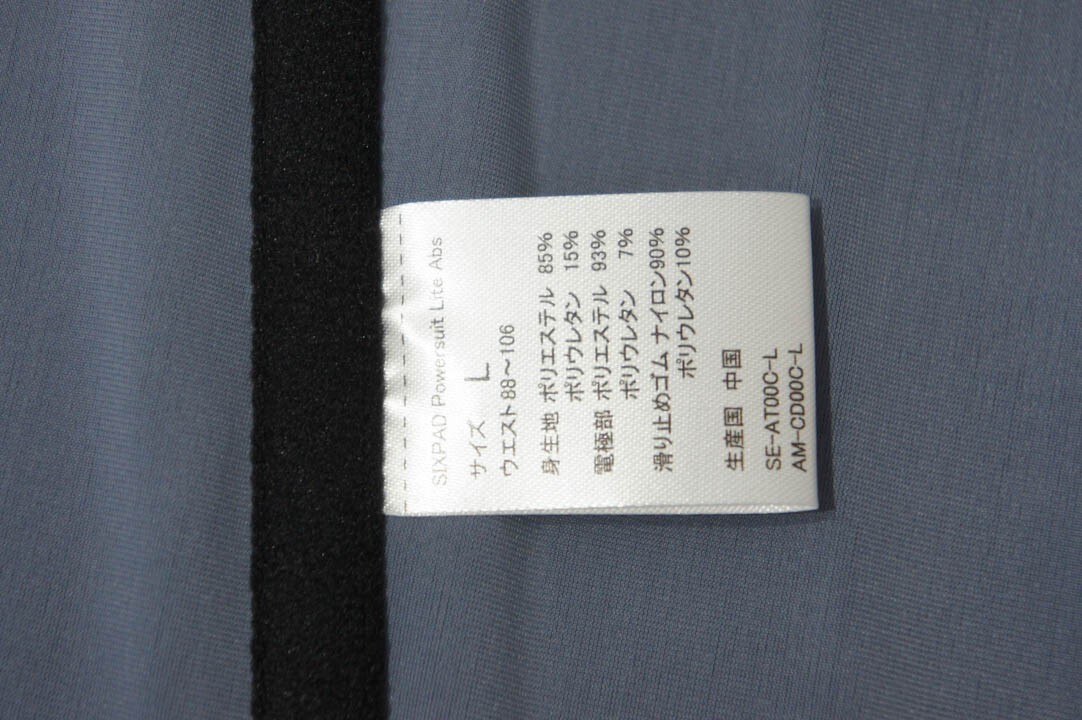 SIXPAD Powersuit Lite Abs
サイズ L
ウエスト88～106
身生地 ポリエステル 85%
ポリウレタン 15%
電極部 ポリエステル 93%
ポリウレタン 7%
滑り止めゴム ナイロン90%
ポリウレタン10%
生産国 中国
SE-AT00C-L
AM-CD00C-L